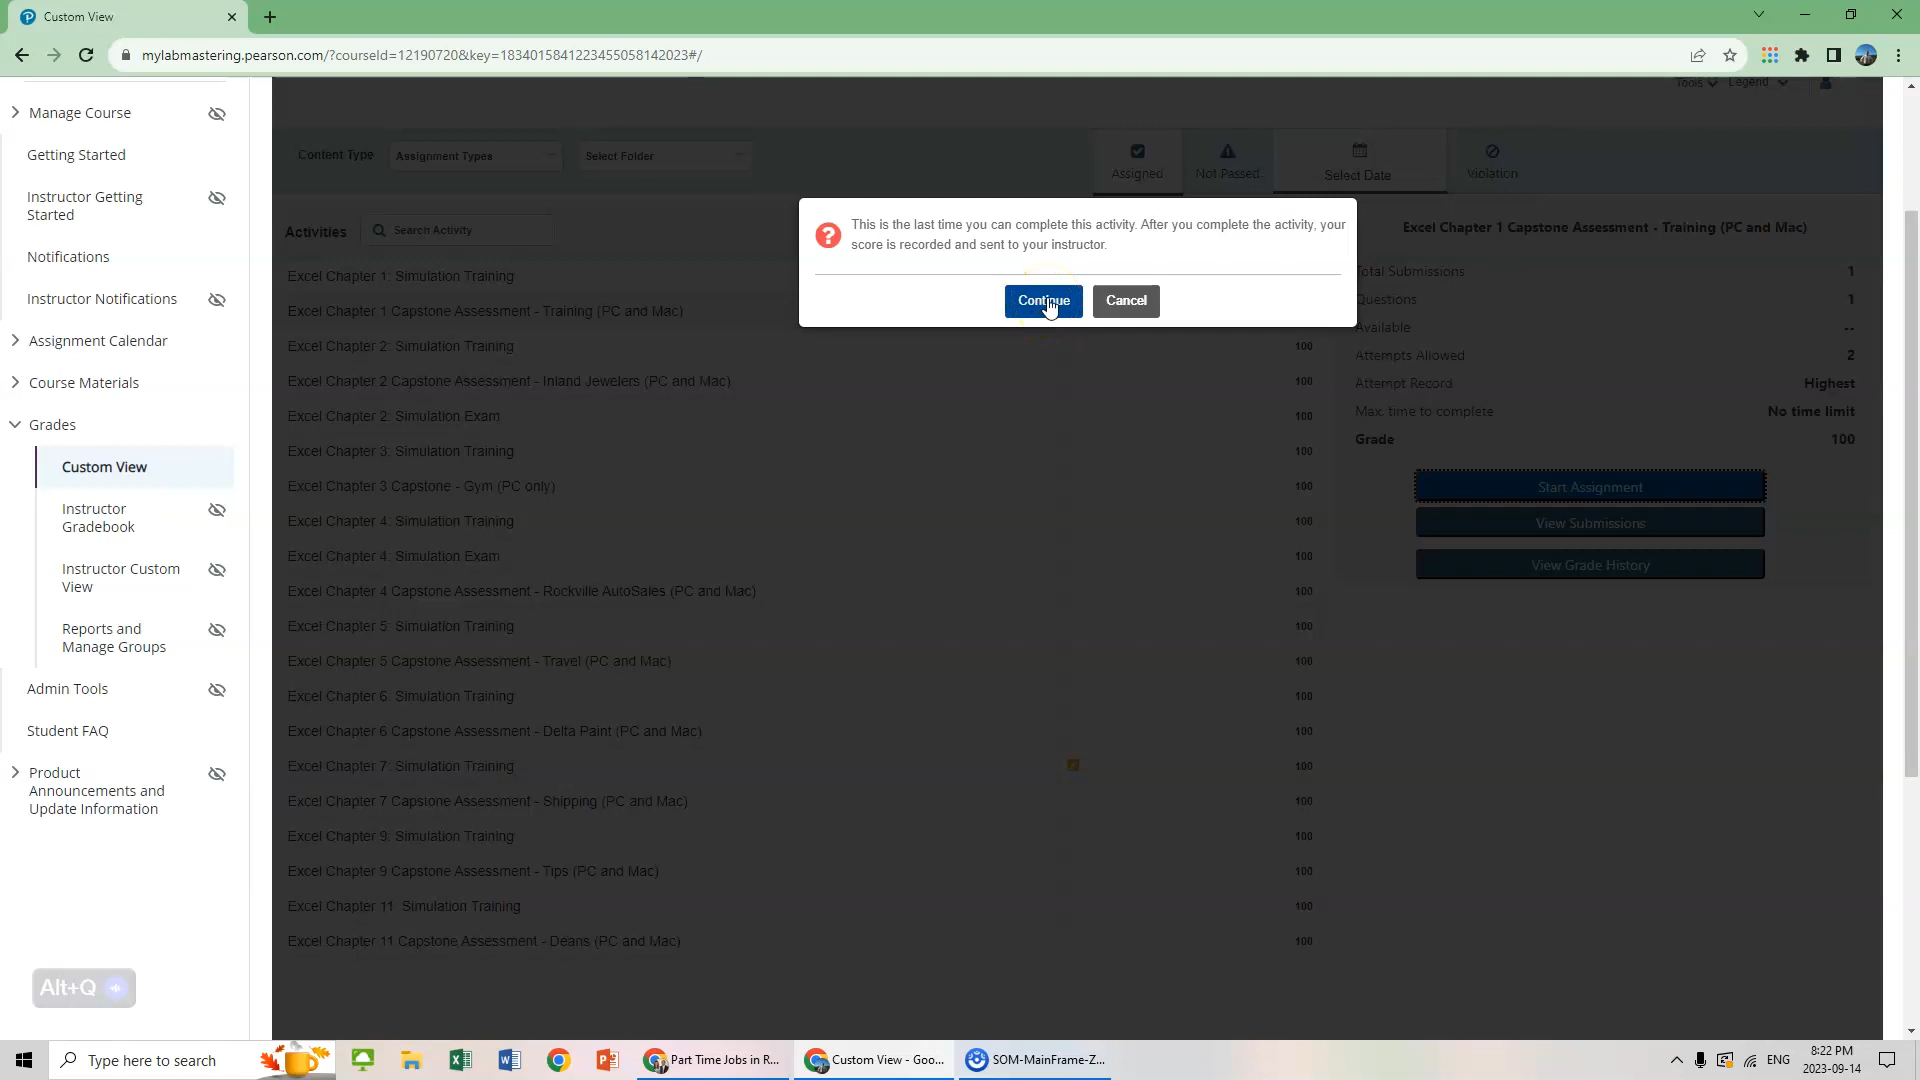 Custom View
mylabmastering.pearson.com/?courseId=12190720&key=1834015841223455058142023#/
Tools
Legend
Manage Course
Getting Started
Instructor Getting
Started
Notifications
Instructor Notifications
Assignment Calendar
Course Materials
Grades
Custom View
Instructor
Gradebook
Instructor Custom
View
Reports and
Manage Groups
Admin Tools
Student FAQ
Product
Announcements and
Update Information
Alt+Q
Content Type
Assignment Types
Select Folder
Assigned
Not Passed
Select Date
Violation
Activities
Search Activity
This is the last time you can complete this activity. After you complete the activity, your
score is recorded and sent to your instructor.
Continue
Cancel
Excel Chapter 1: Simulation Training
Excel Chapter 1 Capstone Assessment - Training (PC and Mac)
Excel Chapter 2: Simulation Training 100
Excel Chapter 2 Capstone Assessment - Inland Jewelers (PC and Mac) 100
Excel Chapter 2: Simulation Exam 100
Excel Chapter 3: Simulation Training 100
Excel Chapter 3 Capstone - Gym (PC only) 100
Excel Chapter 4: Simulation Training 100
Excel Chapter 4: Simulation Exam 100
Excel Chapter 4 Capstone Assessment - Rockville AutoSales (PC and Mac) 100
Excel Chapter 5: Simulation Training 100
Excel Chapter 5 Capstone Assessment - Travel (PC and Mac) 100
Excel Chapter 6: Simulation Training 100
Excel Chapter 6 Capstone Assessment - Delta Paint (PC and Mac) 100
Excel Chapter 7: Simulation Training 100
Excel Chapter 7 Capstone Assessment - Shipping (PC and Mac) 100
Excel Chapter 9: Simulation Training 100
Excel Chapter 9 Capstone Assessment - Tips (PC and Mac) 100
Excel Chapter 11 Simulation Training 100
Excel Chapter 11 Capstone Assessment - Deans (PC and Mac) 100
Excel Chapter 1 Capstone Assessment - Training (PC and Mac)
Total Submissions 1
Questions 1
Available --
Attempts Allowed 2
Attempt Record Highest
Max. time to complete No time limit
Grade 100
Start Assignment
View Submissions
View Grade History
Type here to search
Part Time Jobs in R...
Custom View - Goo...
SOM-MainFrame-Z...
ENG
8:22 PM
2023-09-14